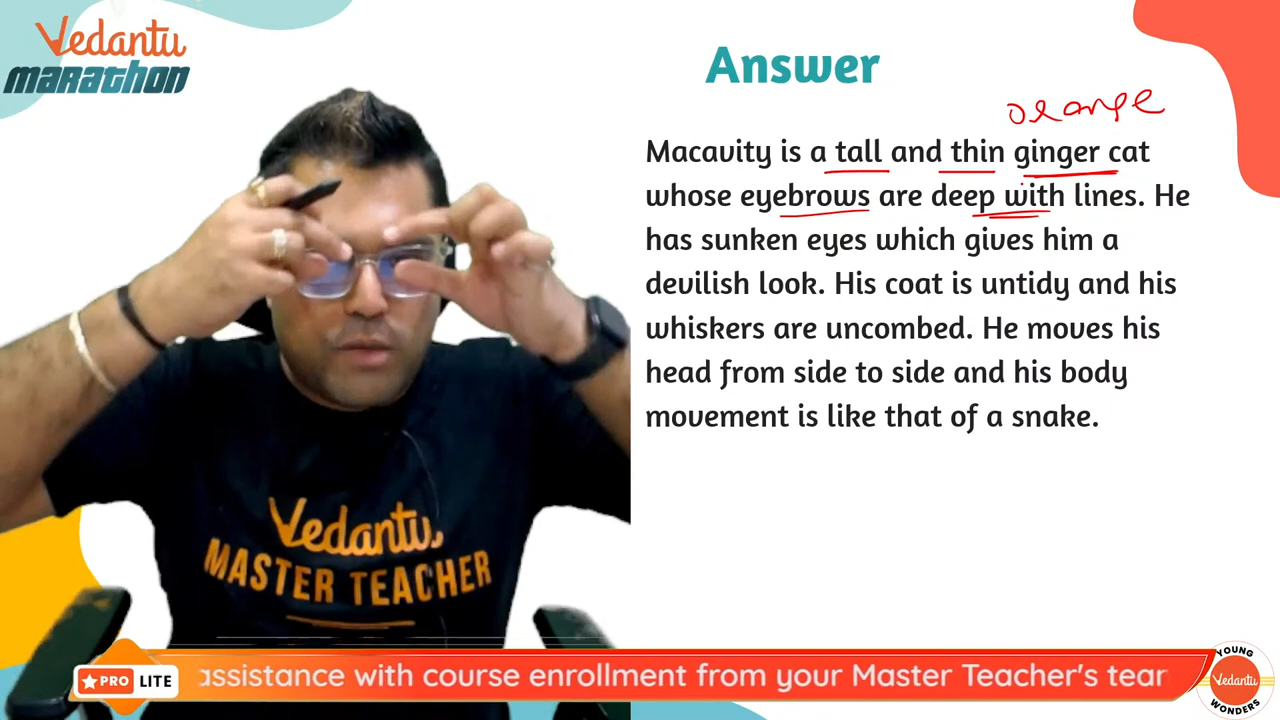 Vedantu
marathon
Answer
orange
Macavity is a tall and thin ginger cat
whose eyebrows are deep with lines. He
has sunken eyes which gives him a
devilish look. His coat is untidy and his
whiskers are uncombed. He moves his
head from side to side and his body
movement is like that of a snake.
Vedantu
MASTER TEACHER
PRO LITE
assistance with course enrollment from your Master Teacher's tear
YOUNG
Vedantu
WONDERS